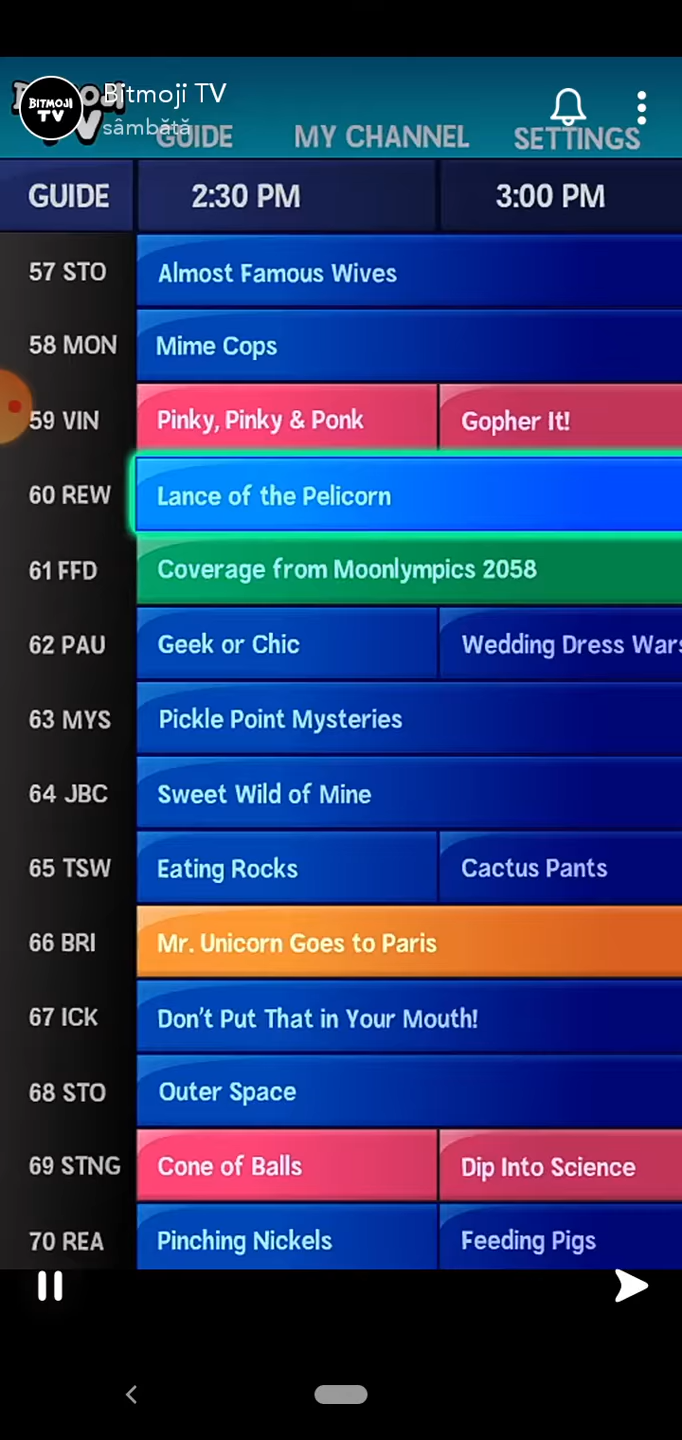 BITMOJI TV
Bitmoji TV
sâmbătă
GUIDE MY CHANNEL SETTINGS
GUIDE 2:30 PM 3:00 PM
57 STO Almost Famous Wives
58 MON Mime Cops
59 VIN Pinky, Pinky & Ponk Gopher It!
60 REW Lance of the Pelicorn
61 FFD Coverage from Moonlympics 2058
62 PAU Geek or Chic Wedding Dress Wars
63 MYS Pickle Point Mysteries
64 JBC Sweet Wild of Mine
65 TSW Eating Rocks Cactus Pants
66 BRI Mr. Unicorn Goes to Paris
67 ICK Don't Put That in Your Mouth!
68 STO Outer Space
69 STNG Cone of Balls Dip Into Science
70 REA Pinching Nickels Feeding Pigs